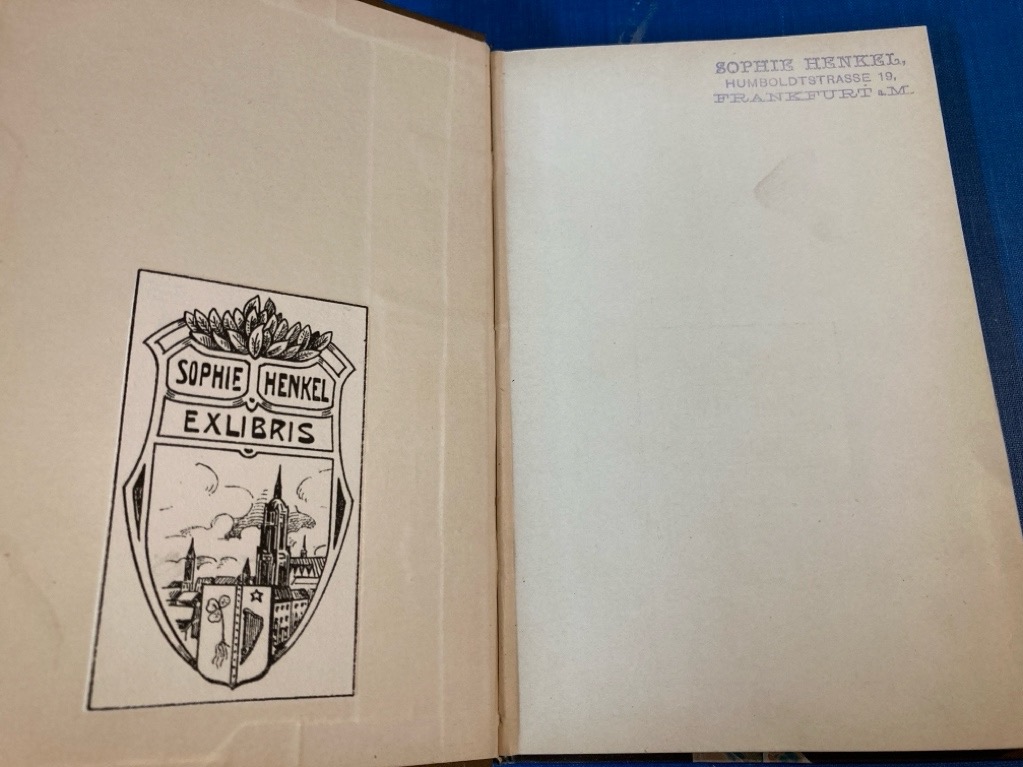 SOPHIE HENKEL
EXLIBRIS
SOPHIE HENKEL,
HUMBOLDTSTRASSE 19,
FRANKFURT a.M.